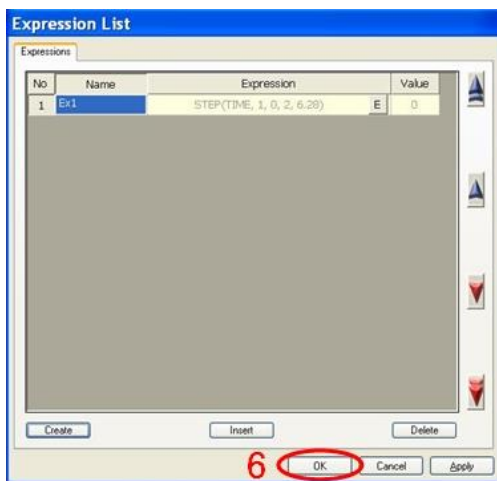 Expression List
Expressions
No Name Expression Value
1 Ex1 STEP(TIME, 1, 0, 2, 6.28) E 0
Create Insert Delete
6 OK Cancel Apply